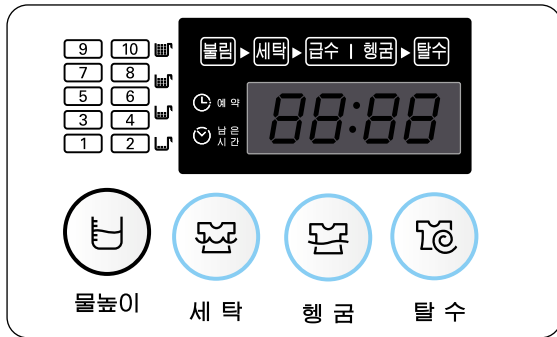 9 10
7 8
5 6
3 4
1 2
불림 ▶ 세탁 ▶ 급수 | 헹굼 ▶ 탈수
예약
남은
시간
88:88
물높이
세탁
헹굼
탈수